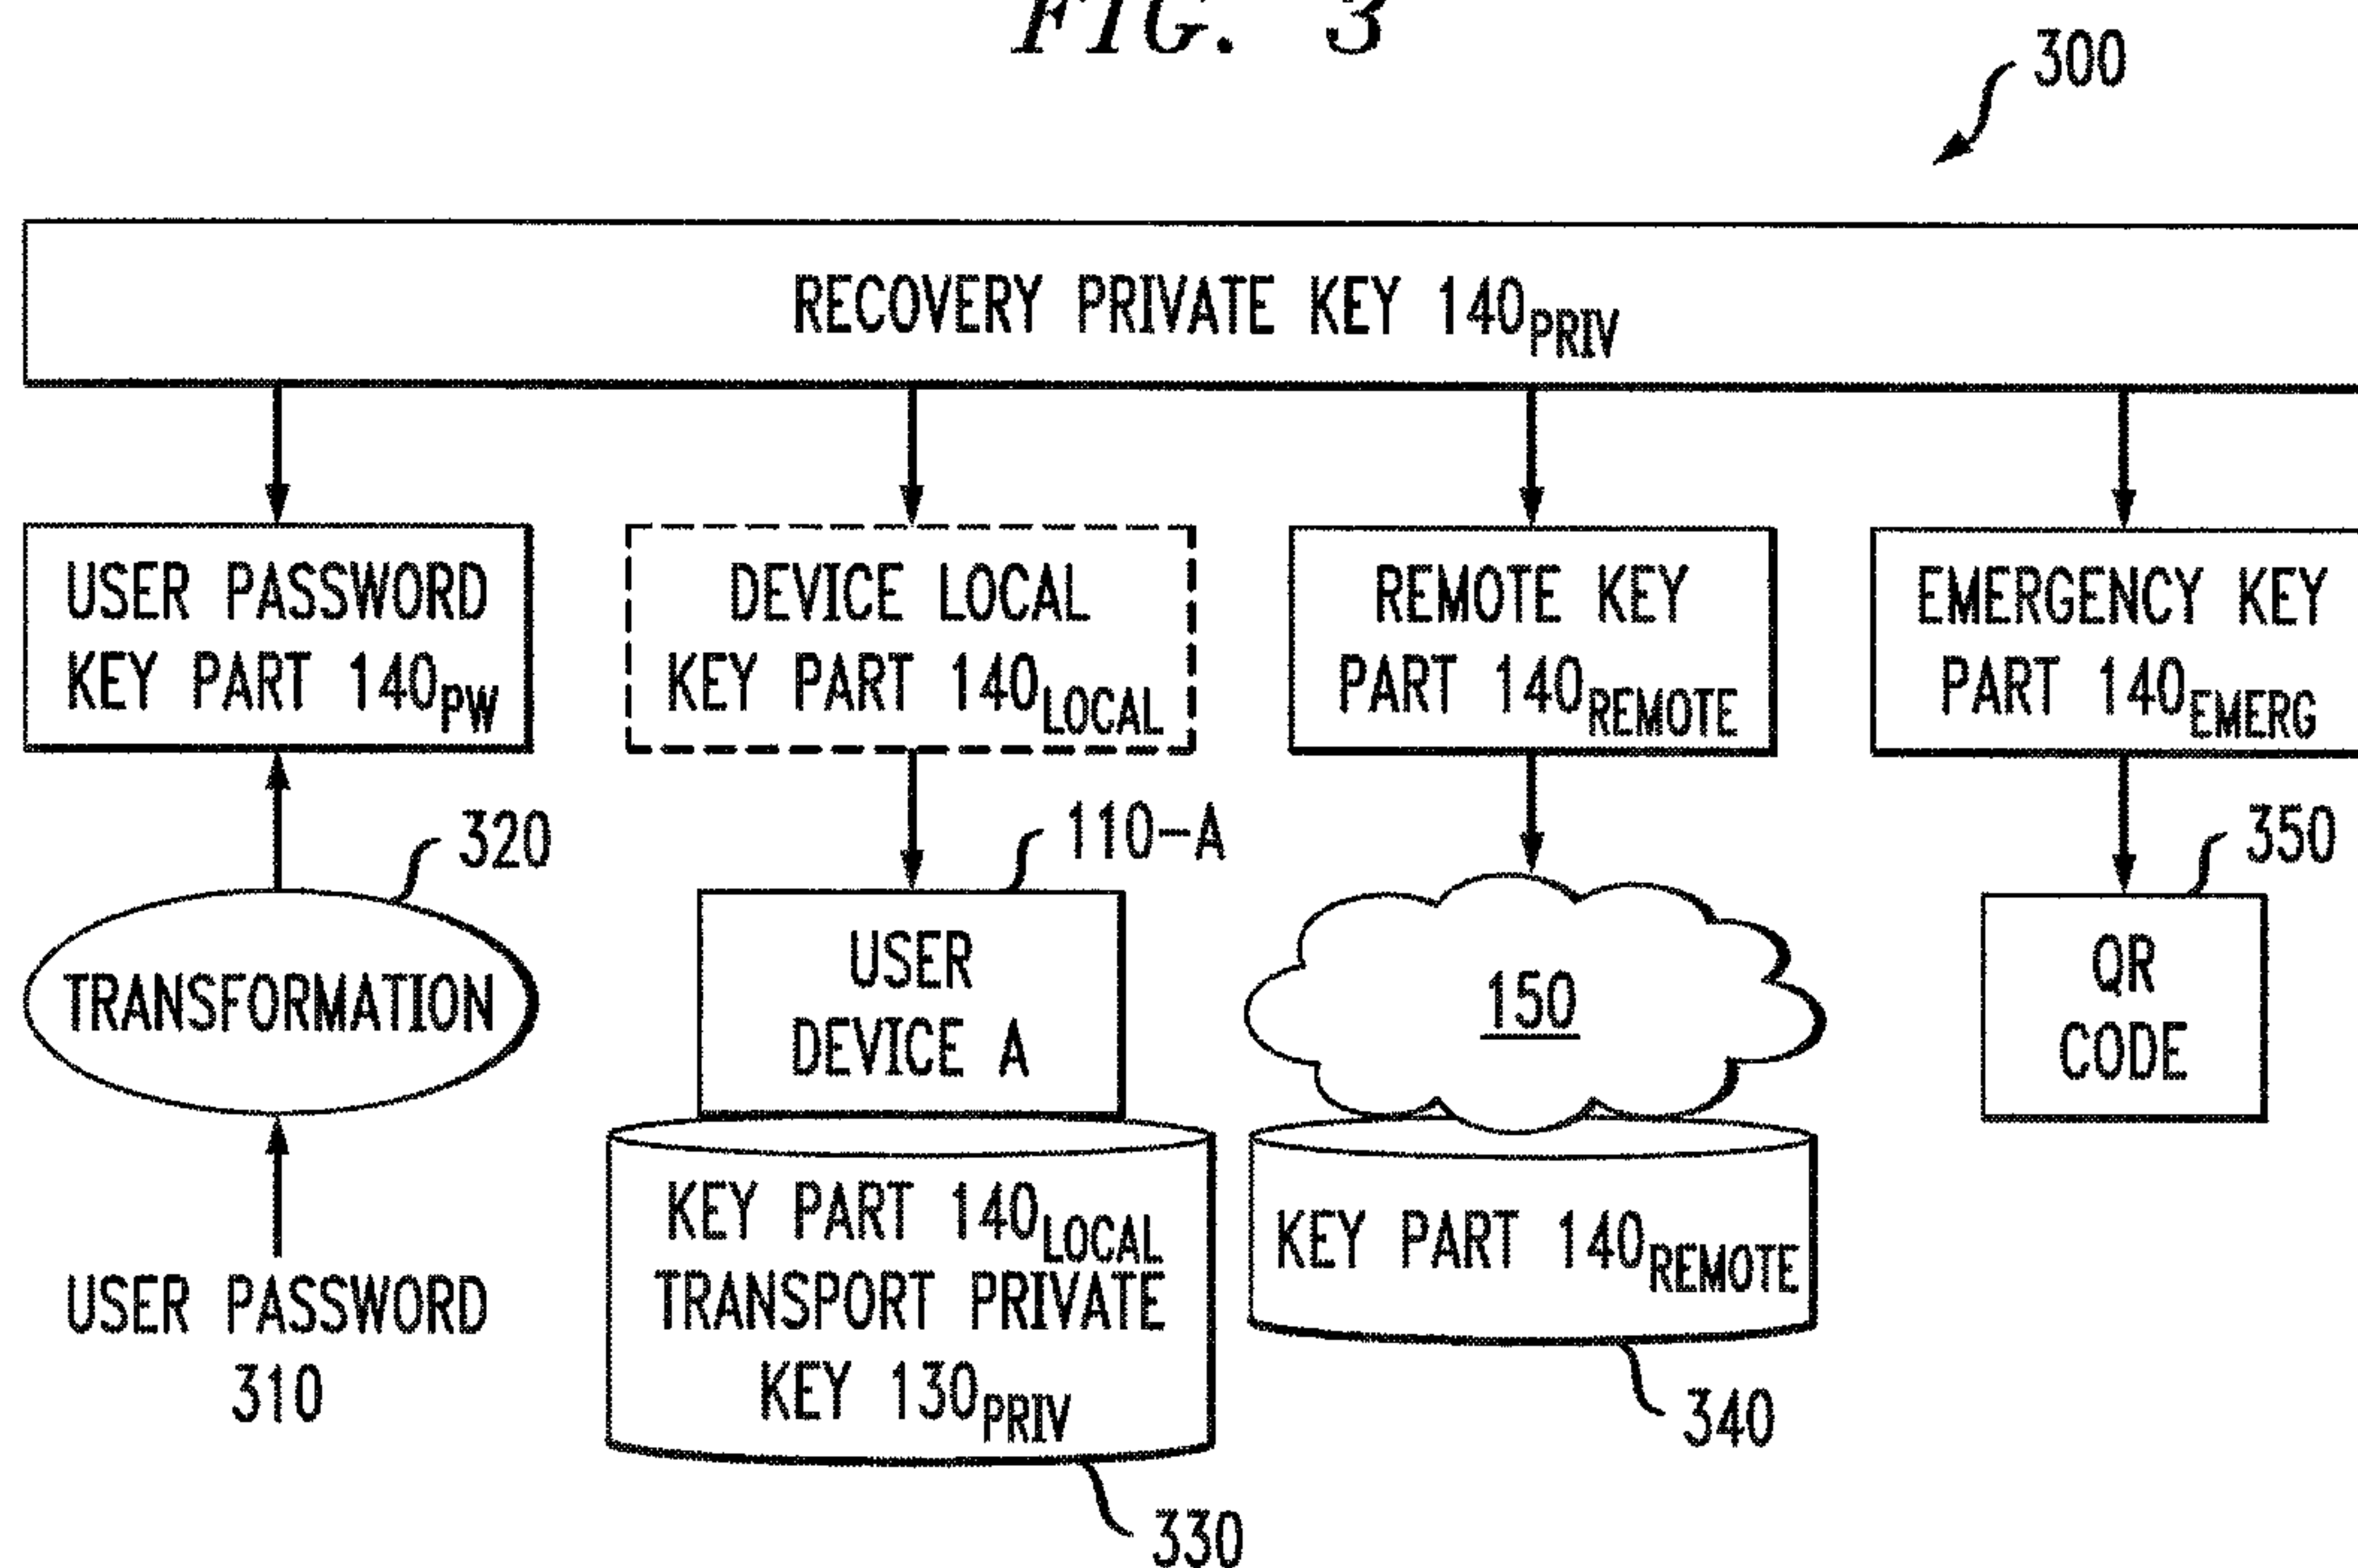 FIG. 3
300
RECOVERY PRIVATE KEY 140PRIV
USER PASSWORD
KEY PART 140PW
DEVICE LOCAL
KEY PART 140LOCAL
REMOTE KEY
PART 140REMOTE
EMERGENCY KEY
PART 140EMERG
320
110-A
350
TRANSFORMATION
USER
DEVICE A
150
QR
CODE
USER PASSWORD
310
KEY PART 140LOCAL
TRANSPORT PRIVATE
KEY 130PRIV
KEY PART 140REMOTE
340
330